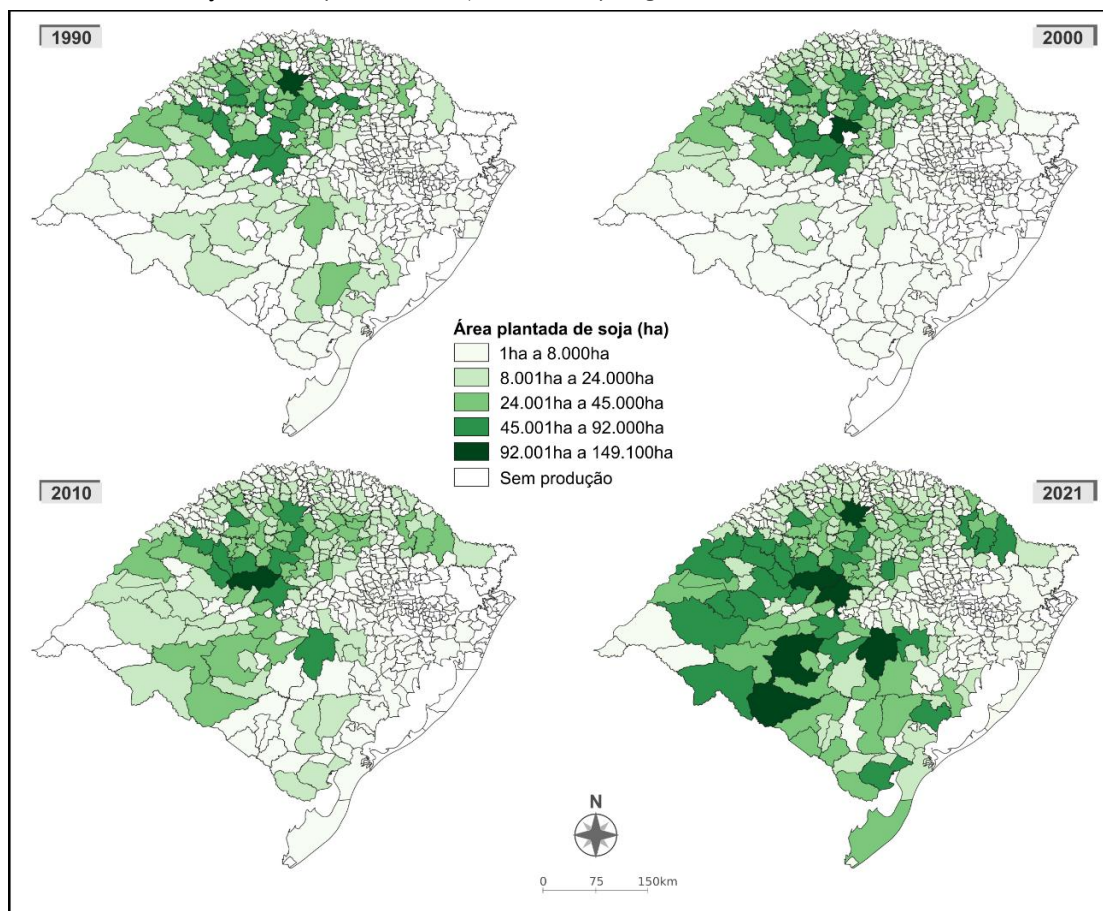 1990
2000
Área plantada de soja (ha)
1ha a 8.000ha
8.001ha a 24.000ha
24.001ha a 45.000ha
45.001ha a 92.000ha
92.001ha a 149.100ha
Sem produção
2010
2021
N
0 75 150km